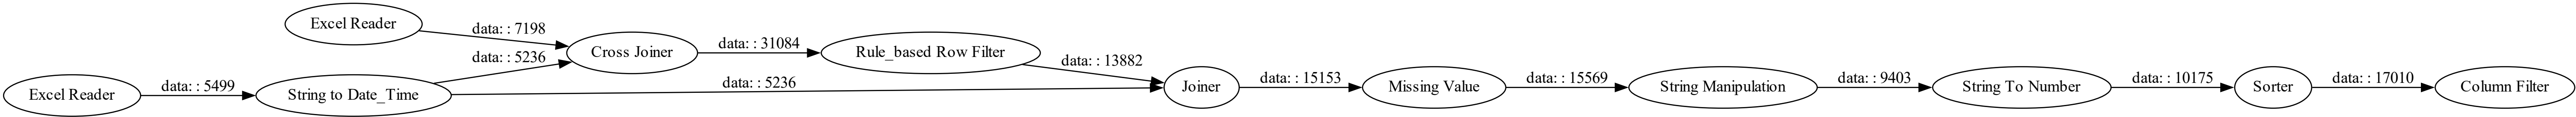 Excel Reader
data: : 7198
Cross Joiner
data: : 31084
Rule_based Row Filter
data: : 13882
data: : 5236
Excel Reader
data: : 5499
String to Date_Time
data: : 5236
Joiner
data: : 15153
Missing Value
data: : 15569
String Manipulation
data: : 9403
String To Number
data: : 10175
Sorter
data: : 17010
Column Filter